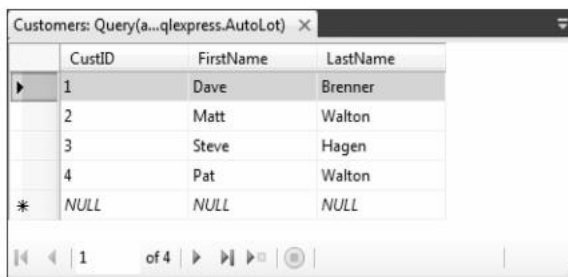 Customers: Query(a...qlexpress.AutoLot)
CustID FirstName LastName
1 Dave Brenner
2 Matt Walton
3 Steve Hagen
4 Pat Walton
NULL NULL NULL
1 of 4